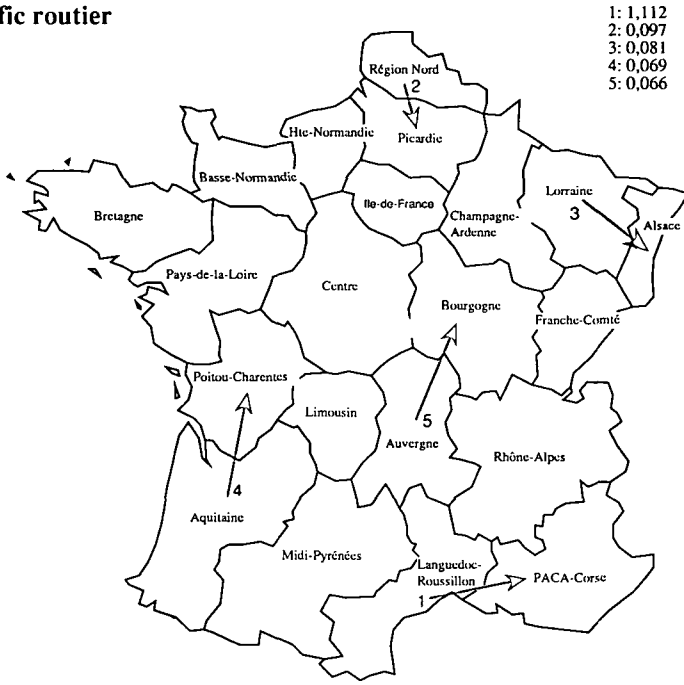 fic routier
1: 1,112
2: 0,097
3: 0,081
4: 0,069
5: 0,066
Région Nord
2
Hte-Normandie
Picardie
Basse-Normandie
Ile-de-France
Lorraine
3
Bretagne
Champagne-
Ardenne
Alsace
Pays-de-la-Loire
Centre
Bourgogne
Franche-Comté
Poitou-Charentes
Limousin
5
Auvergne
Rhône-Alpes
4
Aquitaine
Midi-Pyrénées
Languedoc-
Roussillon
PACA-Corse
1